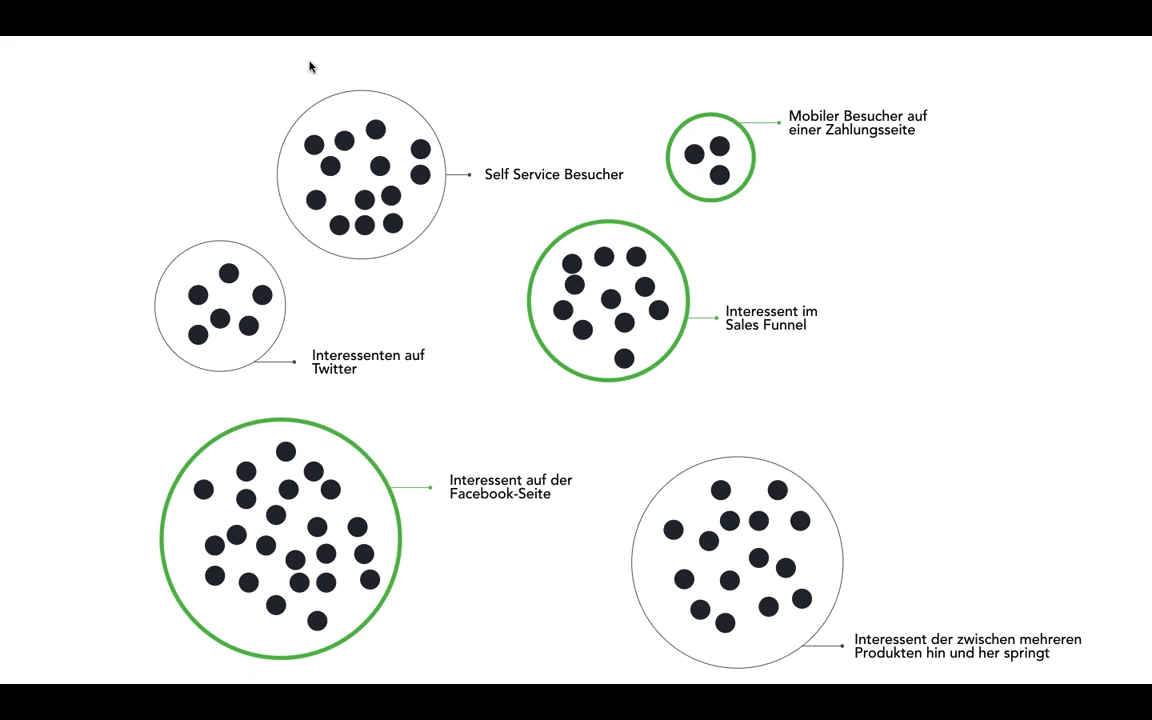 Mobiler Besucher auf
einer Zahlungsseite
Self Service Besucher
Interessent im
Sales Funnel
Interessenten auf
Twitter
Interessent auf der
Facebook-Seite
Interessent der zwischen mehreren
Produkten hin und her springt